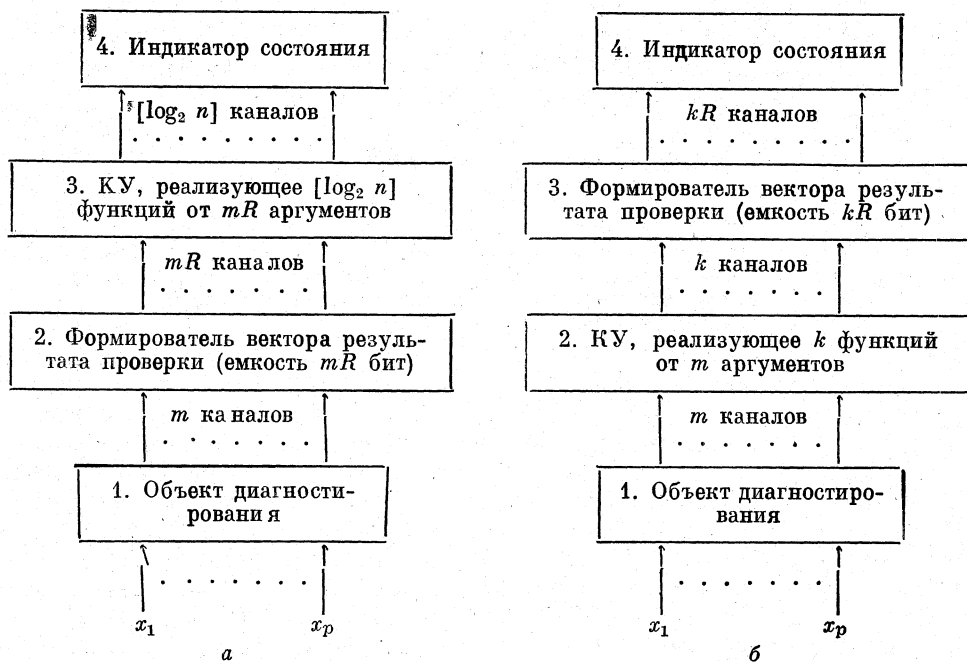 4. Индикатор состояния
[log₂ n] каналов
3. КУ, реализующее [log₂ n]
функций от mR аргументов
mR каналов
2. Формирователь вектора резуль-
тата проверки (емкость mR бит)
m каналов
1. Объект диагности-
рования
x₁ xₚ
а
4. Индикатор состояния
kR каналов
3. Формирователь вектора резуль-
тата проверки (емкость kR бит)
k каналов
2. КУ, реализующее k функций
от m аргументов
m каналов
1. Объект диагностиро-
вания
x₁ xₚ
б